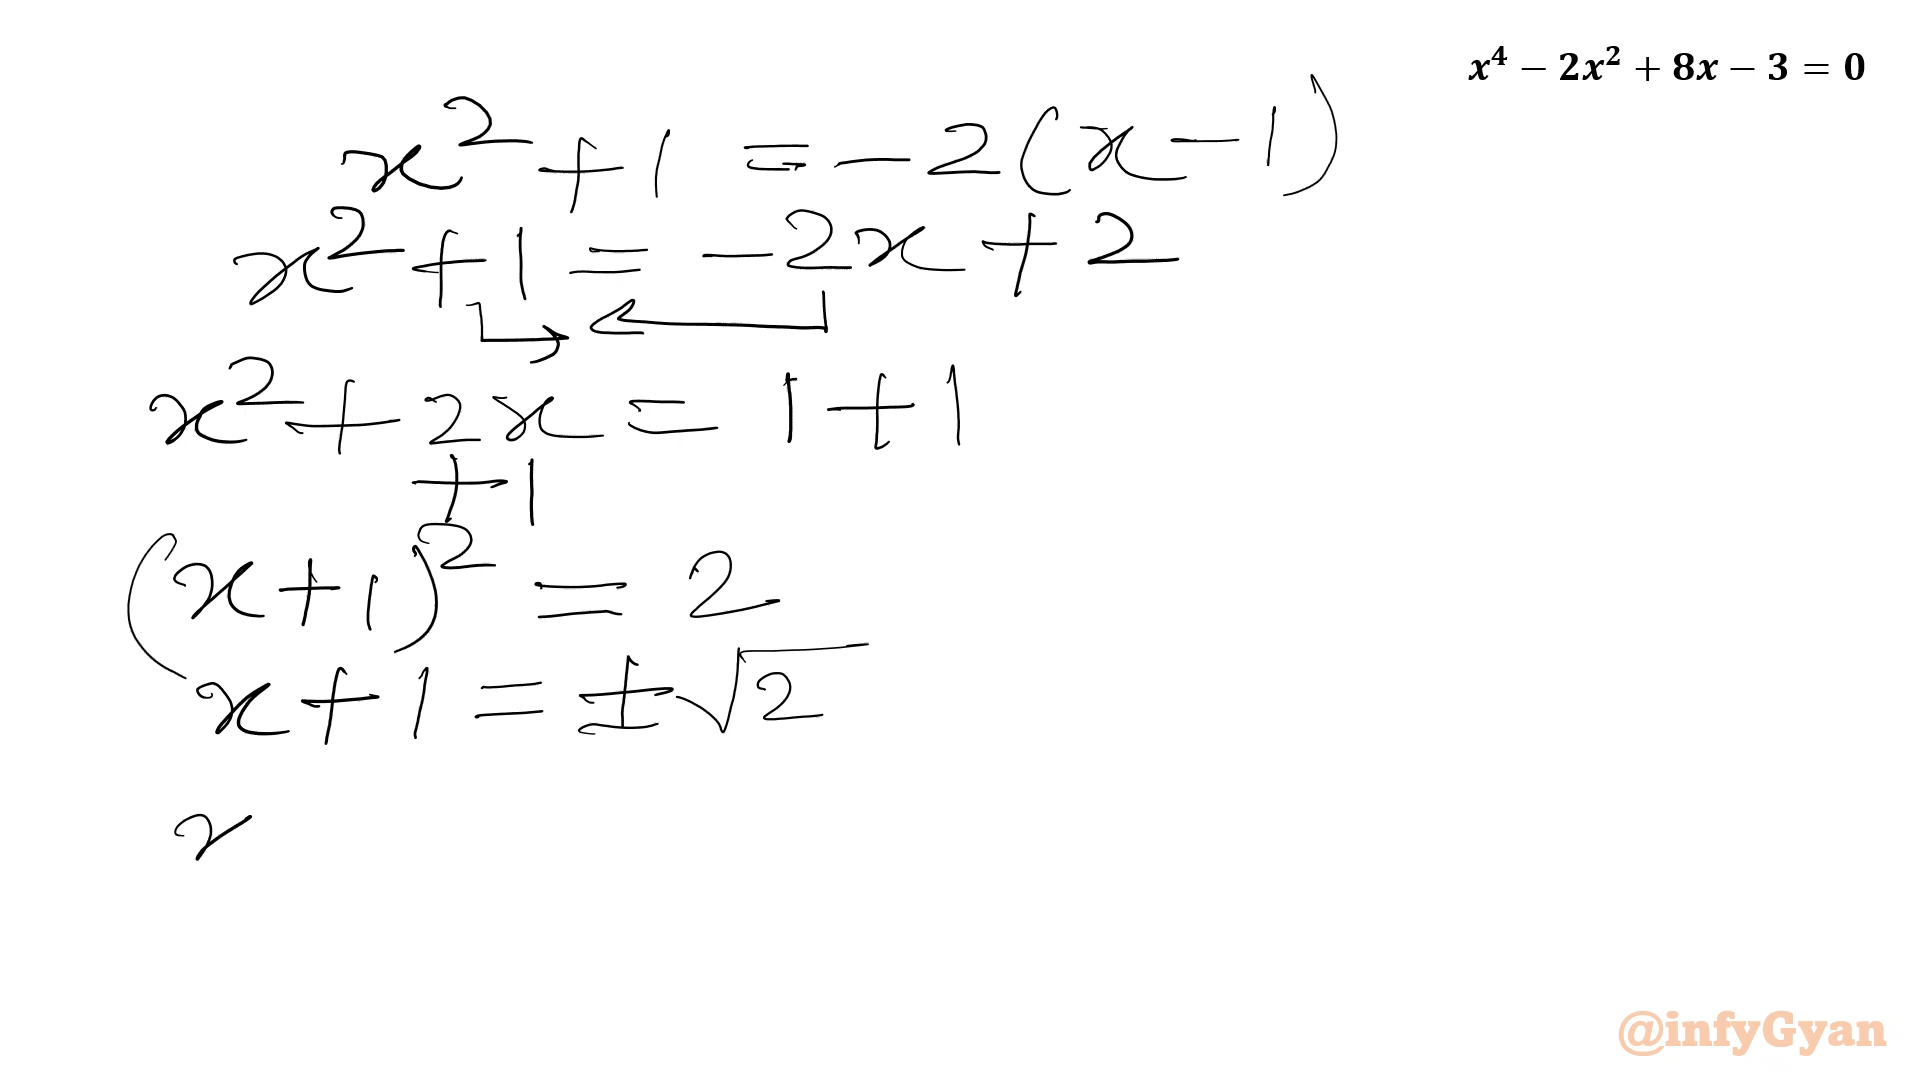 x⁴ − 2x² + 8x − 3 = 0
x² + 1 = −2(x − 1)
x² + 1 = −2x + 2
x² + 2x = 1 + 1
+1
(x + 1)² = 2
x + 1 = ±√2
x
@infyGyan